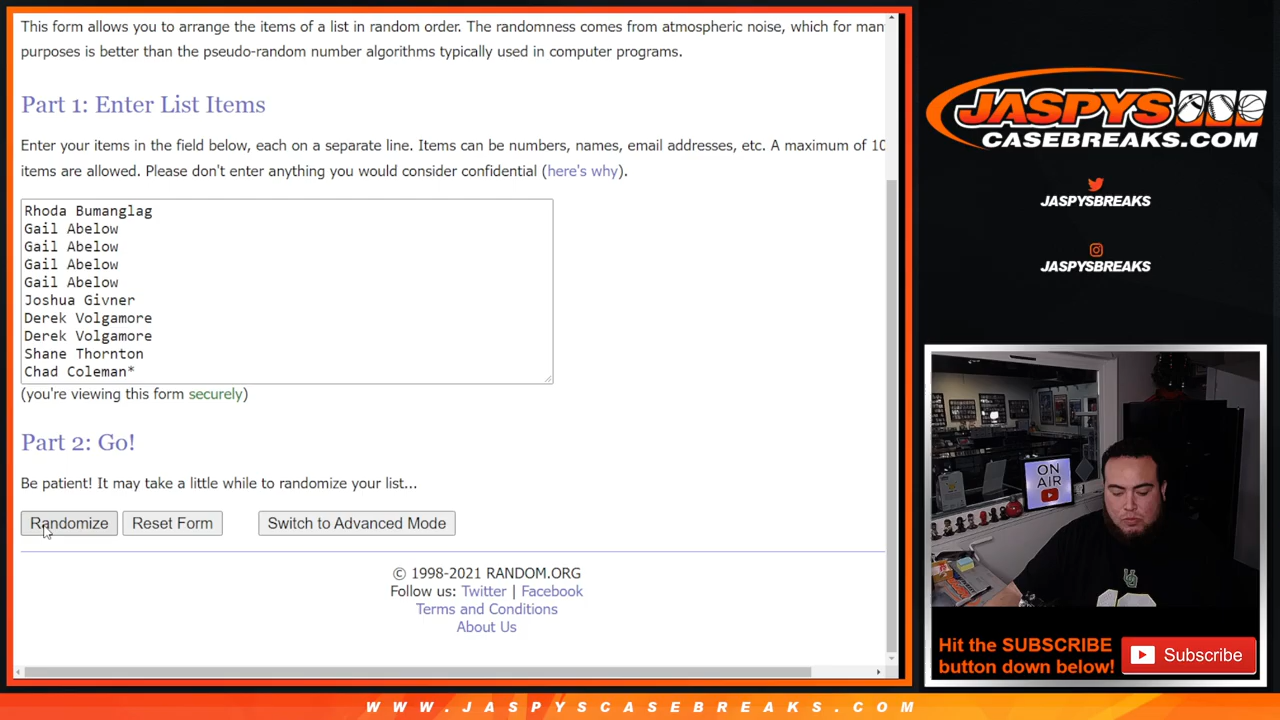 This form allows you to arrange the items of a list in random order. The randomness comes from atmospheric noise, which for man
purposes is better than the pseudo-random number algorithms typically used in computer programs.
Part 1: Enter List Items
Enter your items in the field below, each on a separate line. Items can be numbers, names, email addresses, etc. A maximum of 10
items are allowed. Please don't enter anything you would consider confidential (here's why).
Rhoda Bumanglag
Gail Abelow
Gail Abelow
Gail Abelow
Gail Abelow
Joshua Givner
Derek Volgamore
Derek Volgamore
Shane Thornton
Chad Coleman*
(you're viewing this form securely)
Part 2: Go!
Be patient! It may take a little while to randomize your list...
Randomize Reset Form Switch to Advanced Mode
© 1998-2021 RANDOM.ORG
Follow us: Twitter | Facebook
Terms and Conditions
About Us
JASPYS
CASEBREAKS.COM
JASPYSBREAKS
JASPYSBREAKS
ON
AIR
Hit the SUBSCRIBE
button down below!
Subscribe
WWW.JASPYSCASEBREAKS.COM